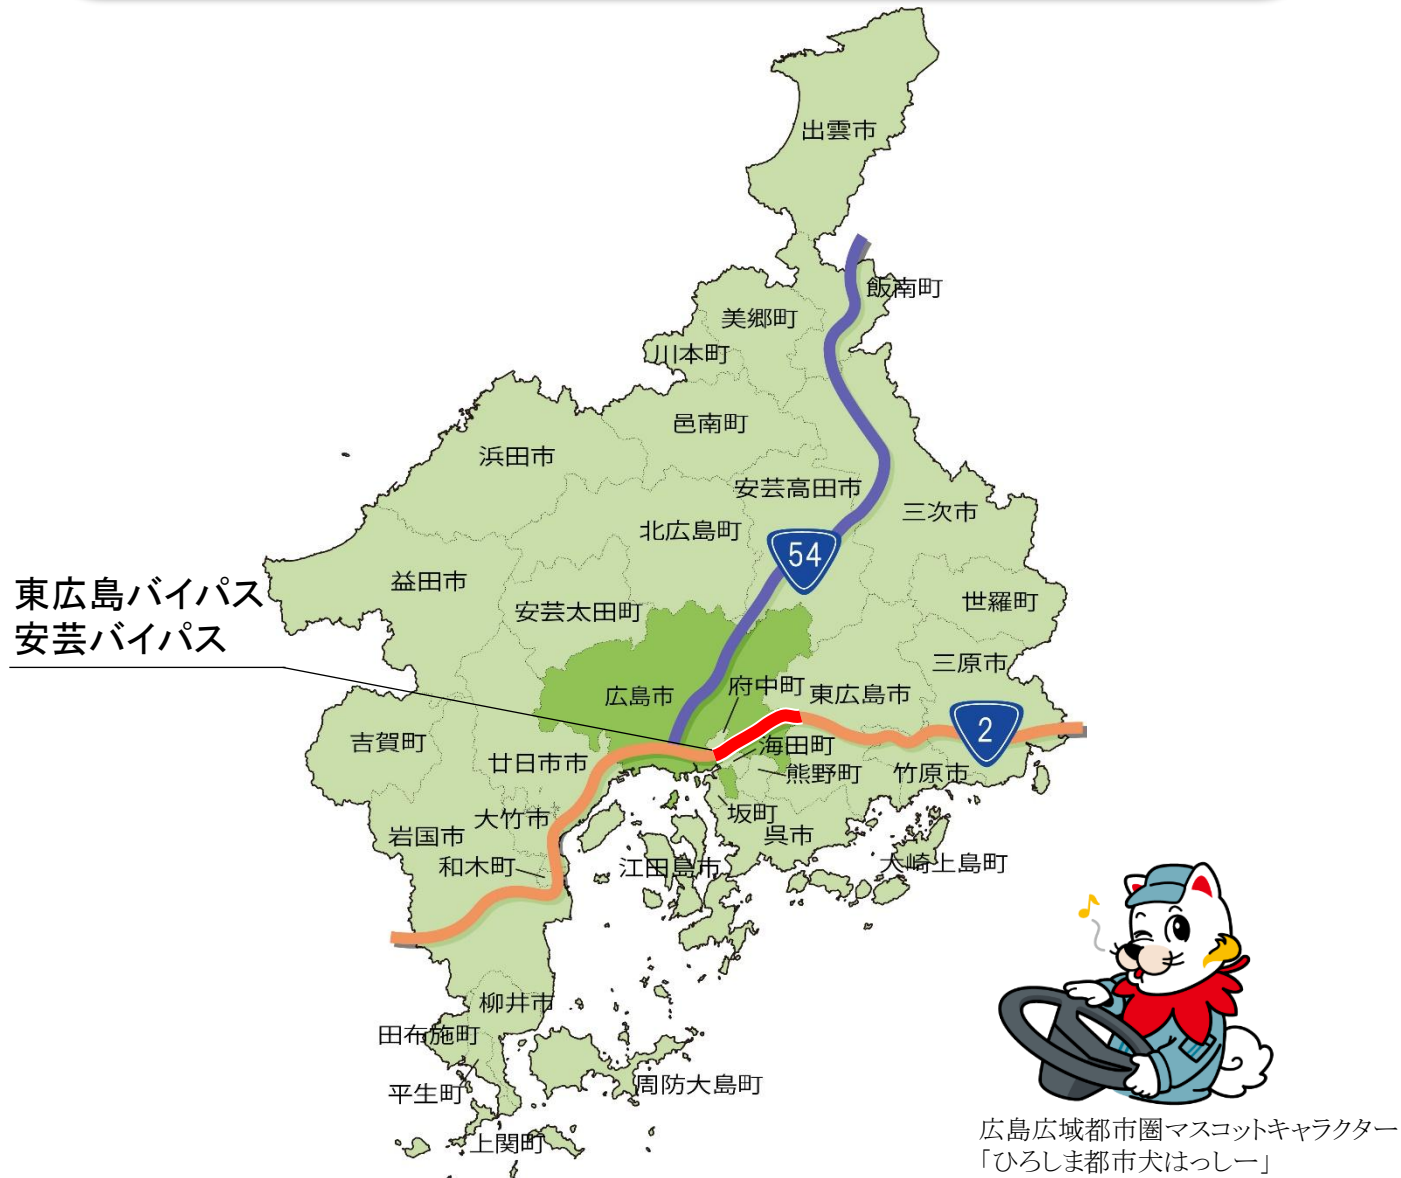 出雲市
飯南町
美郷町
川本町
邑南町
浜田市
安芸高田市
三次市
北広島町
54
益田市
東広島バイパス
安芸バイパス
安芸太田町
世羅町
三原市
広島市
府中町
東広島市
2
吉賀町
海田町
廿日市市
熊野町
竹原市
坂町
大竹市
岩国市
呉市
和木町
江田島市
大崎上島町
柳井市
田布施町
平生町
周防大島町
上関町
広島広域都市圏マスコットキャラクター
「ひろしま都市犬はっしー」